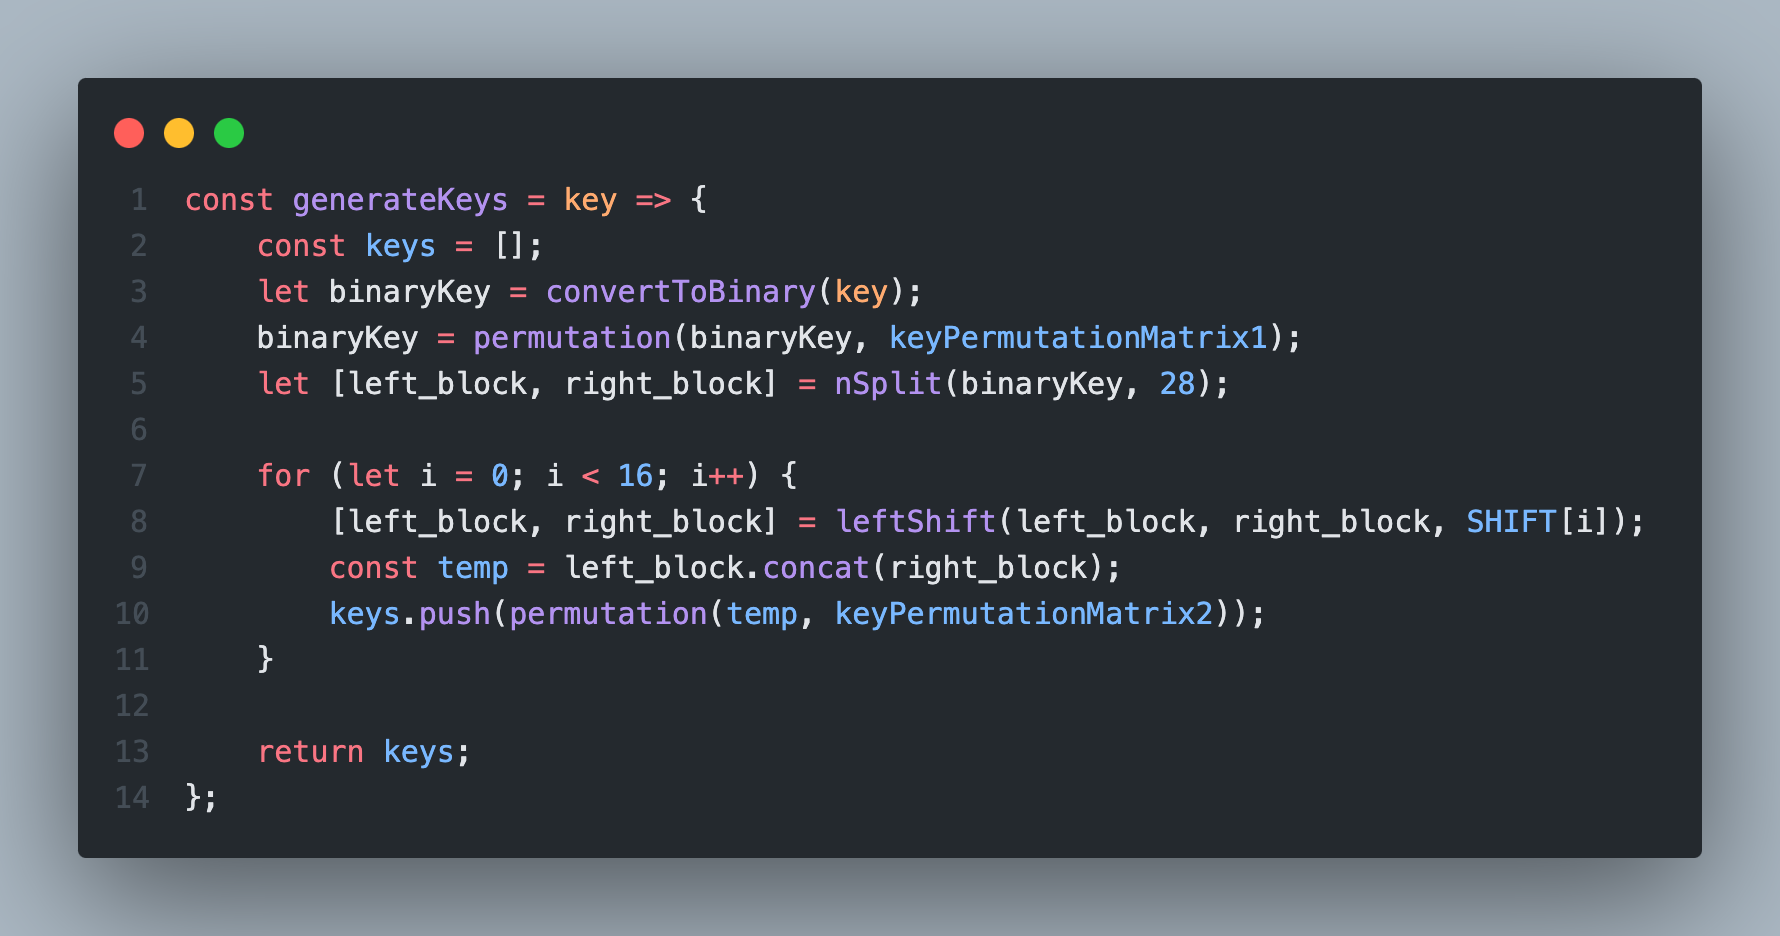 1 const generateKeys = key => {
2     const keys = [];
3     let binaryKey = convertToBinary(key);
4     binaryKey = permutation(binaryKey, keyPermutationMatrix1);
5     let [left_block, right_block] = nSplit(binaryKey, 28);
6
7     for (let i = 0; i < 16; i++) {
8         [left_block, right_block] = leftShift(left_block, right_block, SHIFT[i]);
9         const temp = left_block.concat(right_block);
10         keys.push(permutation(temp, keyPermutationMatrix2));
11     }
12
13     return keys;
14 };